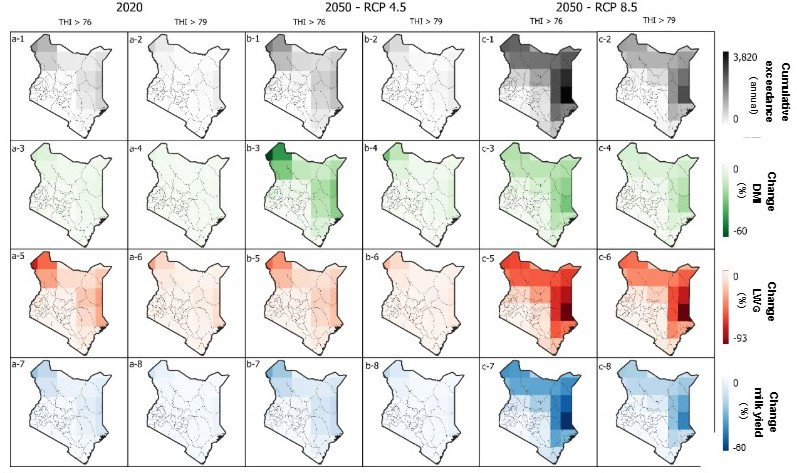 2020
2050 - RCP 4.5
2050 - RCP 8.5
THI > 76
THI > 79
THI > 76
THI > 79
THI > 76
THI > 79
a-1
a-2
b-1
b-2
c-1
c-2
3,820
0
Cumulative
exceedance
(annual)
a-3
a-4
b-3
b-4
c-3
c-4
0
(%)
-60
Change
DMI
a-5
a-6
b-5
b-6
c-5
c-6
0
(%)
-93
Change
LWG
a-7
a-8
b-7
b-8
c-7
c-8
0
(%)
-60
Change
milk yield